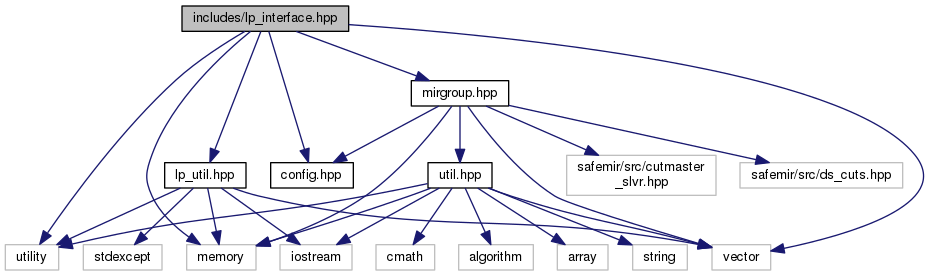 includes/lp_interface.hpp
mirgroup.hpp
lp_util.hpp
config.hpp
util.hpp
safemir/src/cutmaster
_slvr.hpp
safemir/src/ds_cuts.hpp
utility
stdexcept
memory
iostream
cmath
algorithm
array
string
vector